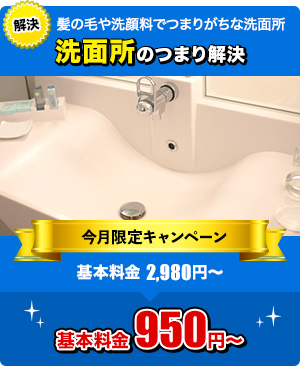 解決
髪の毛や洗顔料でつまりがちな洗面所
洗面所のつまり解決
今月限定キャンペーン
基本料金 2,980円〜
基本料金 950円〜